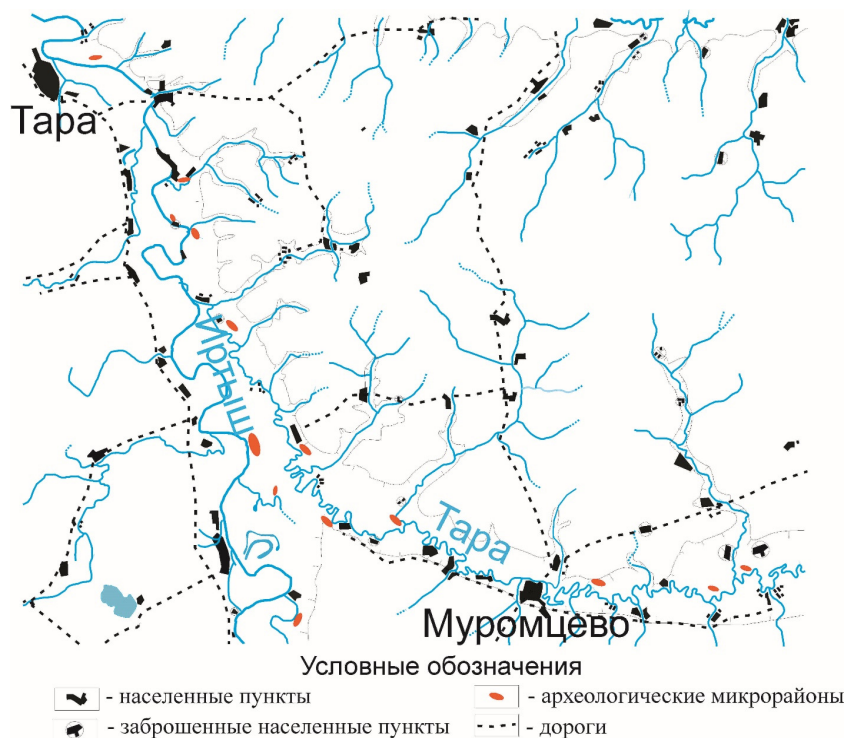 Тара
Иртыш
Тара
Муромцево
Условные обозначения
- населенные пункты
- археологические микрорайоны
- заброшенные населенные пункты
- дороги